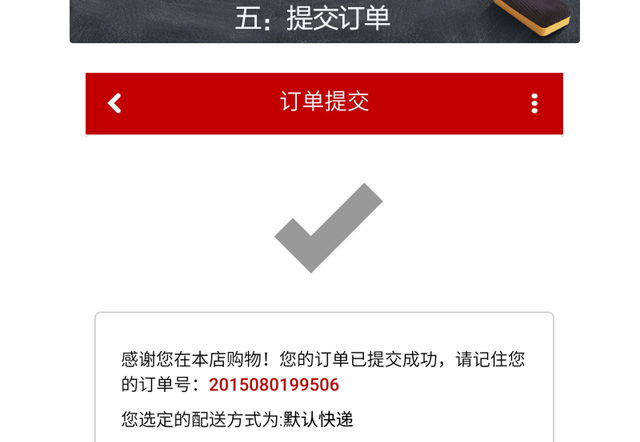 五：提交订单
订单提交
感谢您在本店购物！您的订单已提交成功，请记住您
的订单号：2015080199506
您选定的配送方式为:默认快递